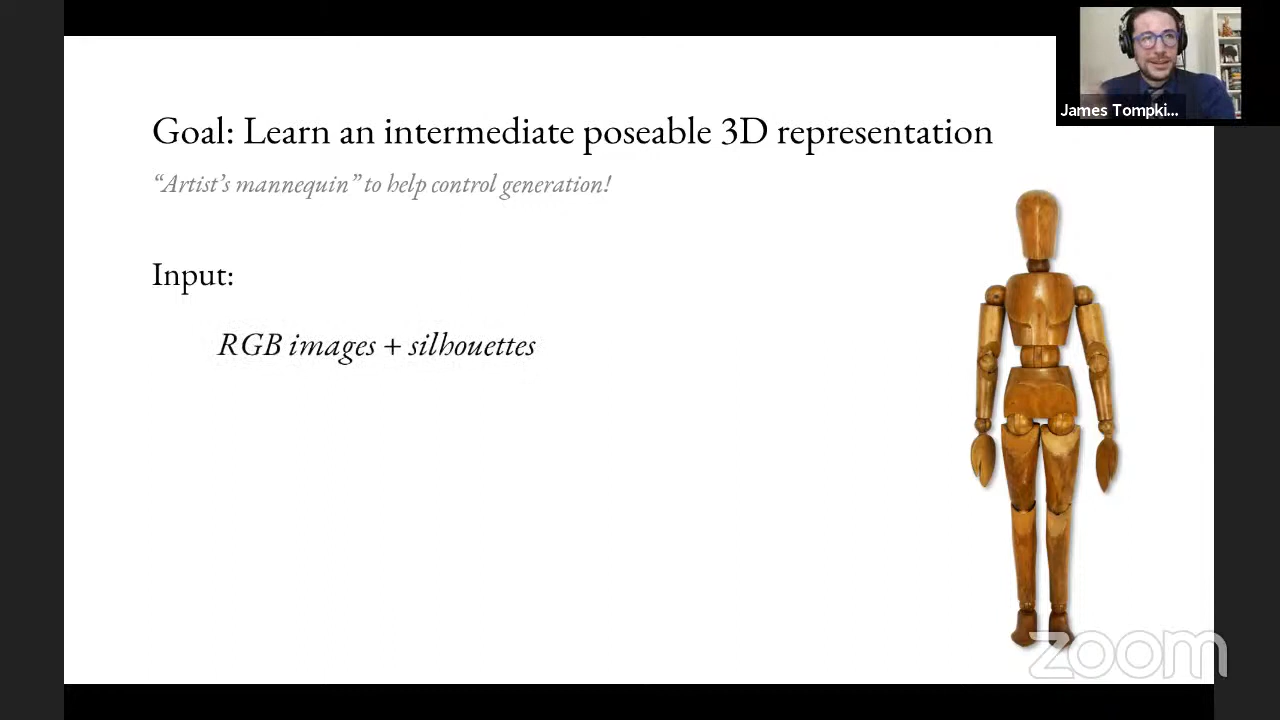 James Tompki...
Goal: Learn an intermediate poseable 3D representation
“Artist’s mannequin” to help control generation!
Input:
RGB images + silhouettes
zoom